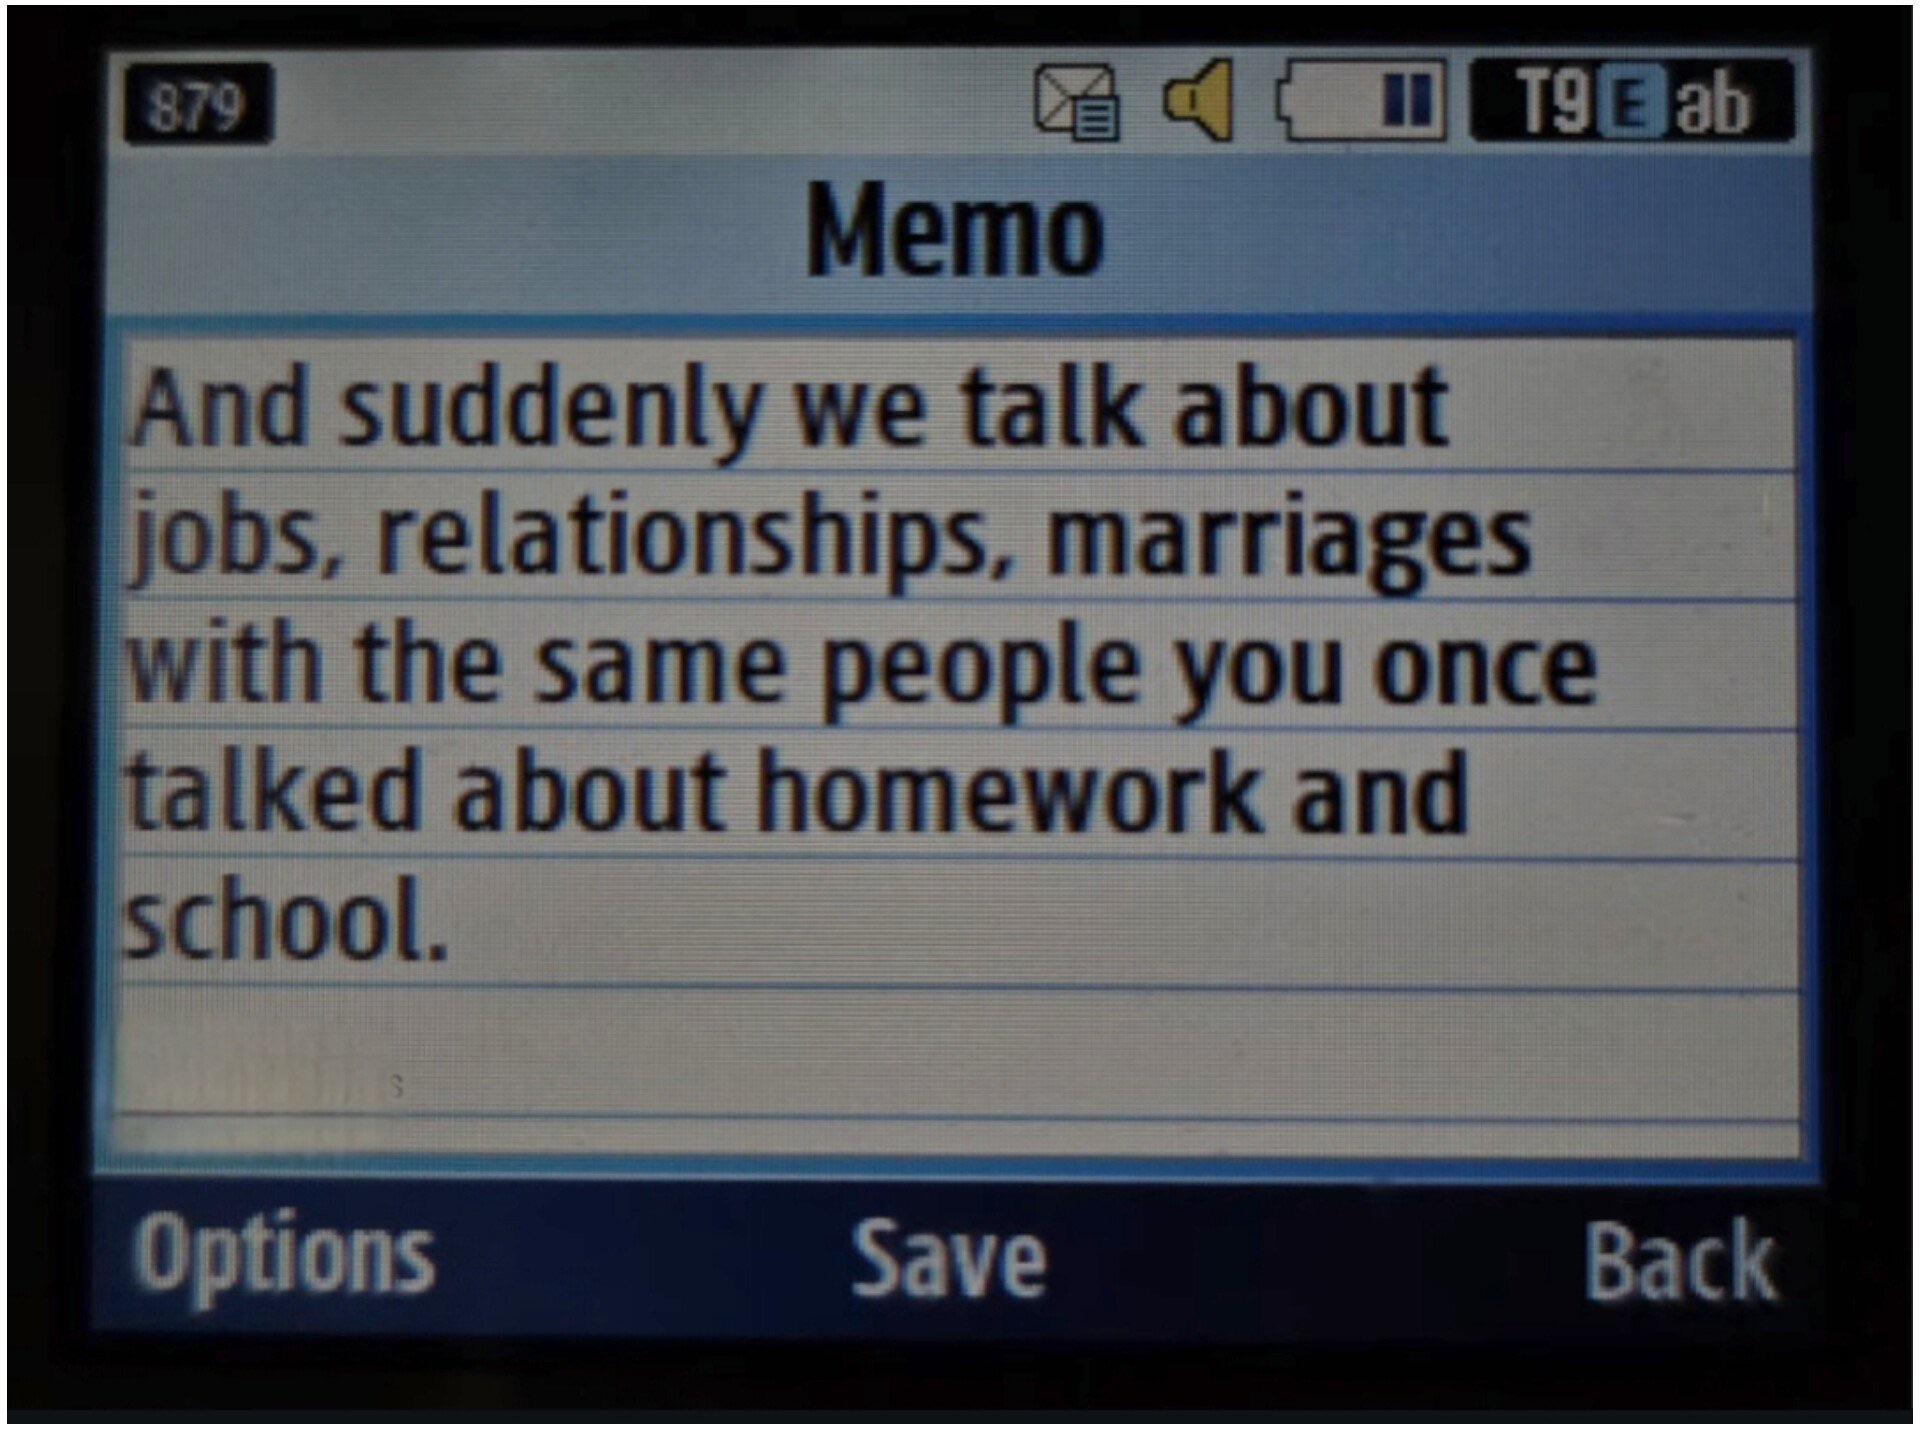 879 T9 E ab
Memo
And suddenly we talk about
jobs, relationships, marriages
with the same people you once
talked about homework and
school.
s
Options Save Back